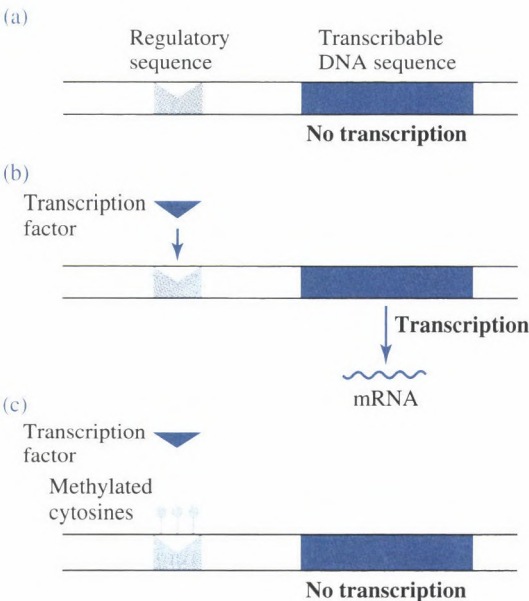 (a)
Regulatory
sequence
Transcribable
DNA sequence
No transcription
(b)
Transcription
factor
Transcription
mRNA
(c)
Transcription
factor
Methylated
cytosines
No transcription